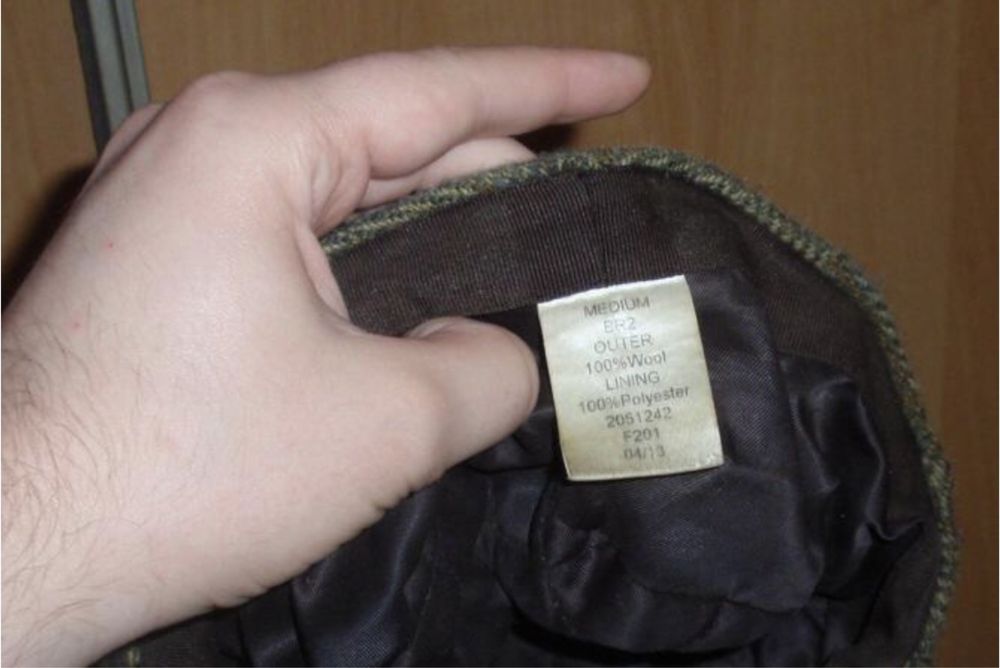 MEDIUM
BR2
OUTER
100%Wool
LINING
100%Polyester
2051242
F201
04/13